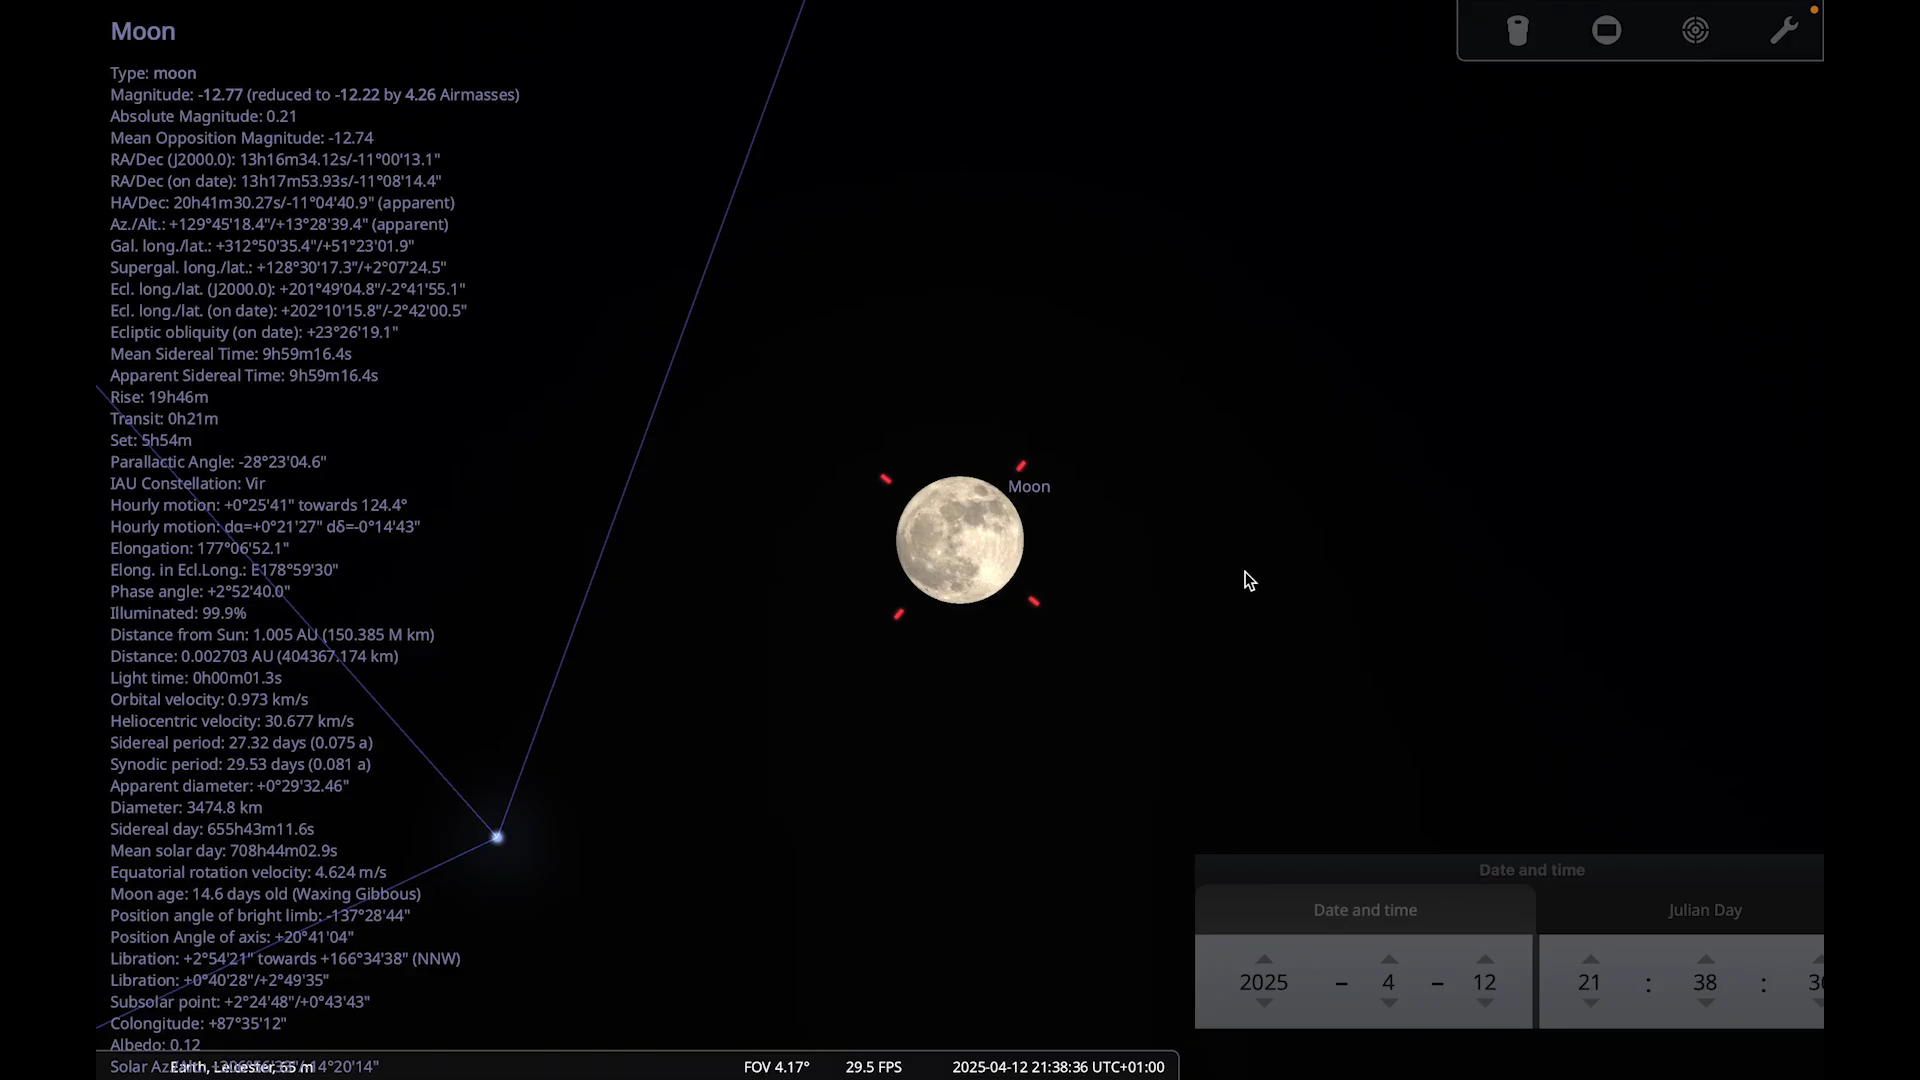 Moon
Type: moon
Magnitude: -12.77 (reduced to -12.22 by 4.26 Airmasses)
Absolute Magnitude: 0.21
Mean Opposition Magnitude: -12.74
RA/Dec (J2000.0): 13h16m34.12s/-11°00'13.1"
RA/Dec (on date): 13h17m53.93s/-11°08'14.4"
HA/Dec: 20h41m30.27s/-11°04'40.9" (apparent)
Az./Alt.: +129°45'18.4"/+13°28'39.4" (apparent)
Gal. long./lat.: +312°50'35.4"/+51°23'01.9"
Supergal. long./lat.: +128°30'17.3"/+2°07'24.5"
Ecl. long./lat. (J2000.0): +201°49'04.8"/-2°41'55.1"
Ecl. long./lat. (on date): +202°10'15.8"/-2°42'00.5"
Ecliptic obliquity (on date): +23°26'19.1"
Mean Sidereal Time: 9h59m16.4s
Apparent Sidereal Time: 9h59m16.4s
Rise: 19h46m
Transit: 0h21m
Set: 5h54m
Parallactic Angle: -28°23'04.6"
IAU Constellation: Vir
Hourly motion: +0°25'41" towards 124.4°
Hourly motion: dα=+0°21'27" dδ=-0°14'43"
Elongation: 177°06'52.1"
Elong. in Ecl.Long.: E178°59'30"
Phase angle: +2°52'40.0"
Illuminated: 99.9%
Distance from Sun: 1.005 AU (150.385 M km)
Distance: 0.002703 AU (404367.174 km)
Light time: 0h00m01.3s
Orbital velocity: 0.973 km/s
Heliocentric velocity: 30.677 km/s
Sidereal period: 27.32 days (0.075 a)
Synodic period: 29.53 days (0.081 a)
Apparent diameter: +0°29'32.46"
Diameter: 3474.8 km
Sidereal day: 655h43m11.6s
Mean solar day: 708h44m02.9s
Equatorial rotation velocity: 4.624 m/s
Moon age: 14.6 days old (Waxing Gibbous)
Position angle of bright limb: -137°28'44"
Position Angle of axis: +20°41'04"
Libration: +2°54'21" towards +166°34'38" (NNW)
Libration: +0°40'28"/+2°49'35"
Subsolar point: +2°24'48"/+0°43'43"
Colongitude: +87°35'12"
Albedo: 0.12
Solar Az
Earth, Leicester, 65 m
14°20'14"
FOV 4.17°
29.5 FPS
2025-04-12 21:38:36 UTC+01:00
Moon
Date and time
Date and time
Julian Day
2025 – 4 – 12
21 : 38 :